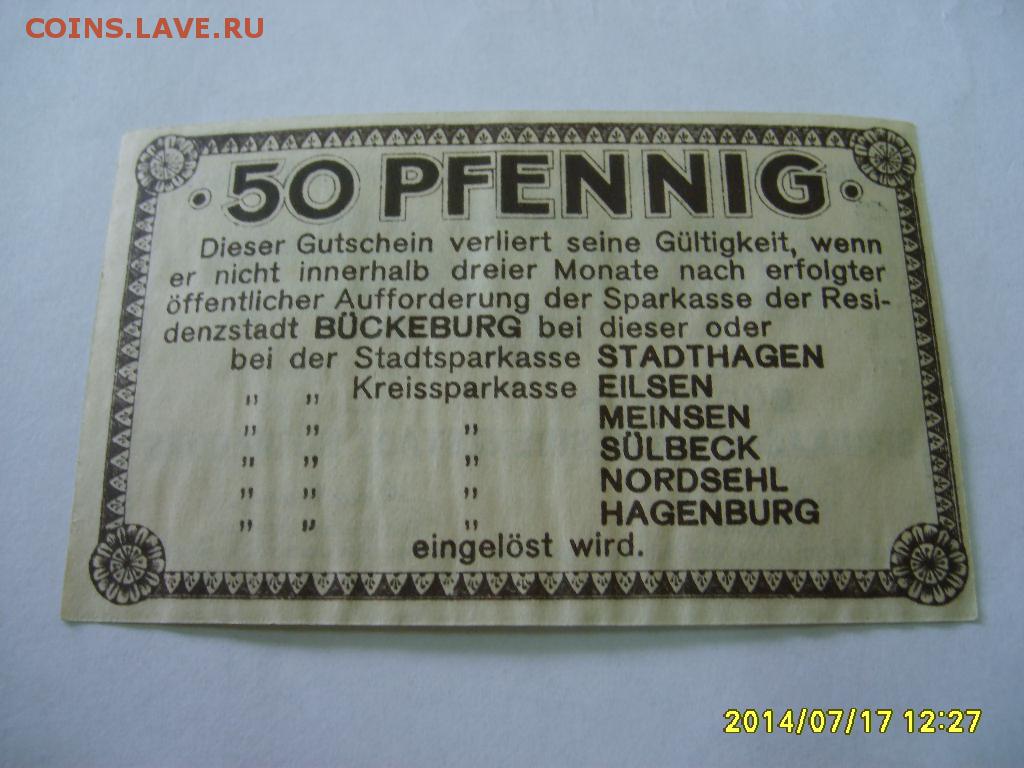 COINS.LAVE.RU
· 50 PFENNIG ·
Dieser Gutschein verliert seine Gültigkeit, wenn
er nicht innerhalb dreier Monate nach erfolgter
öffentlicher Aufforderung der Sparkasse der Resi-
denzstadt BÜCKEBURG bei dieser oder
bei der Stadtsparkasse STADTHAGEN
„ „ Kreissparkasse EILSEN
„ „ „ MEINSEN
„ „ „ SÜLBECK
„ „ „ NORDSEHL
„ „ „ HAGENBURG
eingelöst wird.
2014/07/17 12:27